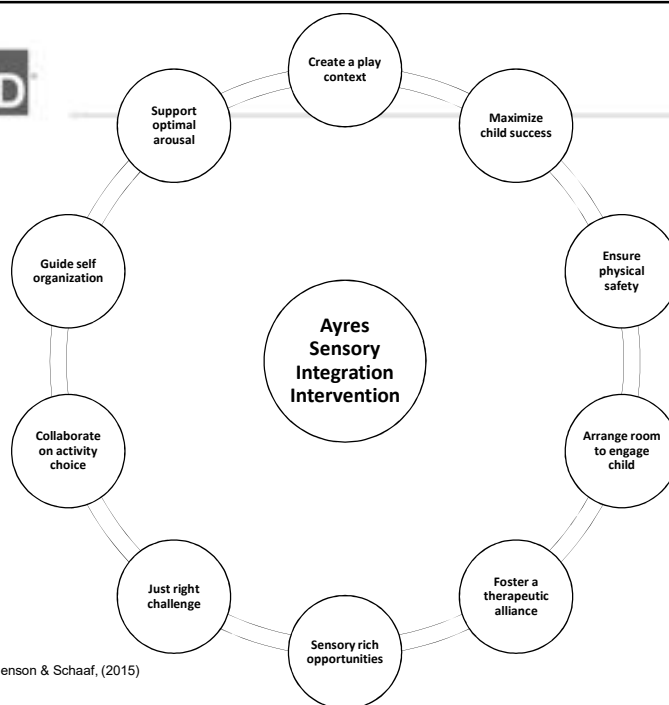 D
Create a play
context
Maximize
child success
Ensure
physical
safety
Arrange room
to engage
child
Foster a
therapeutic
alliance
Sensory rich
opportunities
Just right
challenge
Collaborate
on activity
choice
Guide self
organization
Support
optimal
arousal
Ayres
Sensory
Integration
Intervention
enson & Schaaf, (2015)